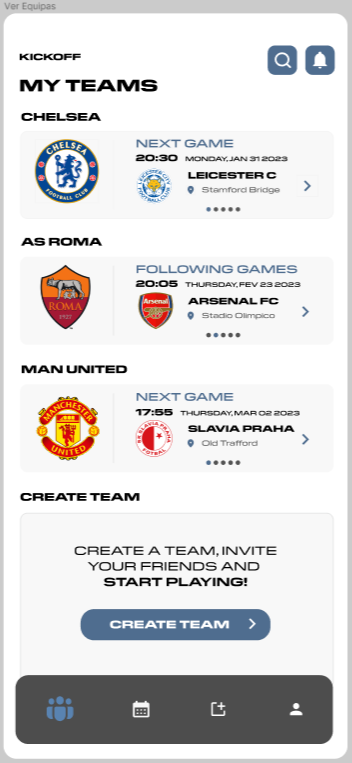 Ver Equipas
KICKOFF
MY TEAMS
CHELSEA
CHELSEA
FOOTBALL CLUB
NEXT GAME
20:30 MONDAY, JAN 31 2023
LEICESTER C
Stamford Bridge
AS ROMA
ROMA
1927
FOLLOWING GAMES
20:05 THURSDAY, FEV 23 2023
Arsenal
ARSENAL FC
Stadio Olimpico
MAN UNITED
MANCHESTER
UNITED
NEXT GAME
17:55 THURSDAY, MAR 02 2023
SK SLAVIA PRAHA
FOTBAL
SLAVIA PRAHA
Old Trafford
CREATE TEAM
CREATE A TEAM, INVITE
YOUR FRIENDS AND
START PLAYING!
CREATE TEAM